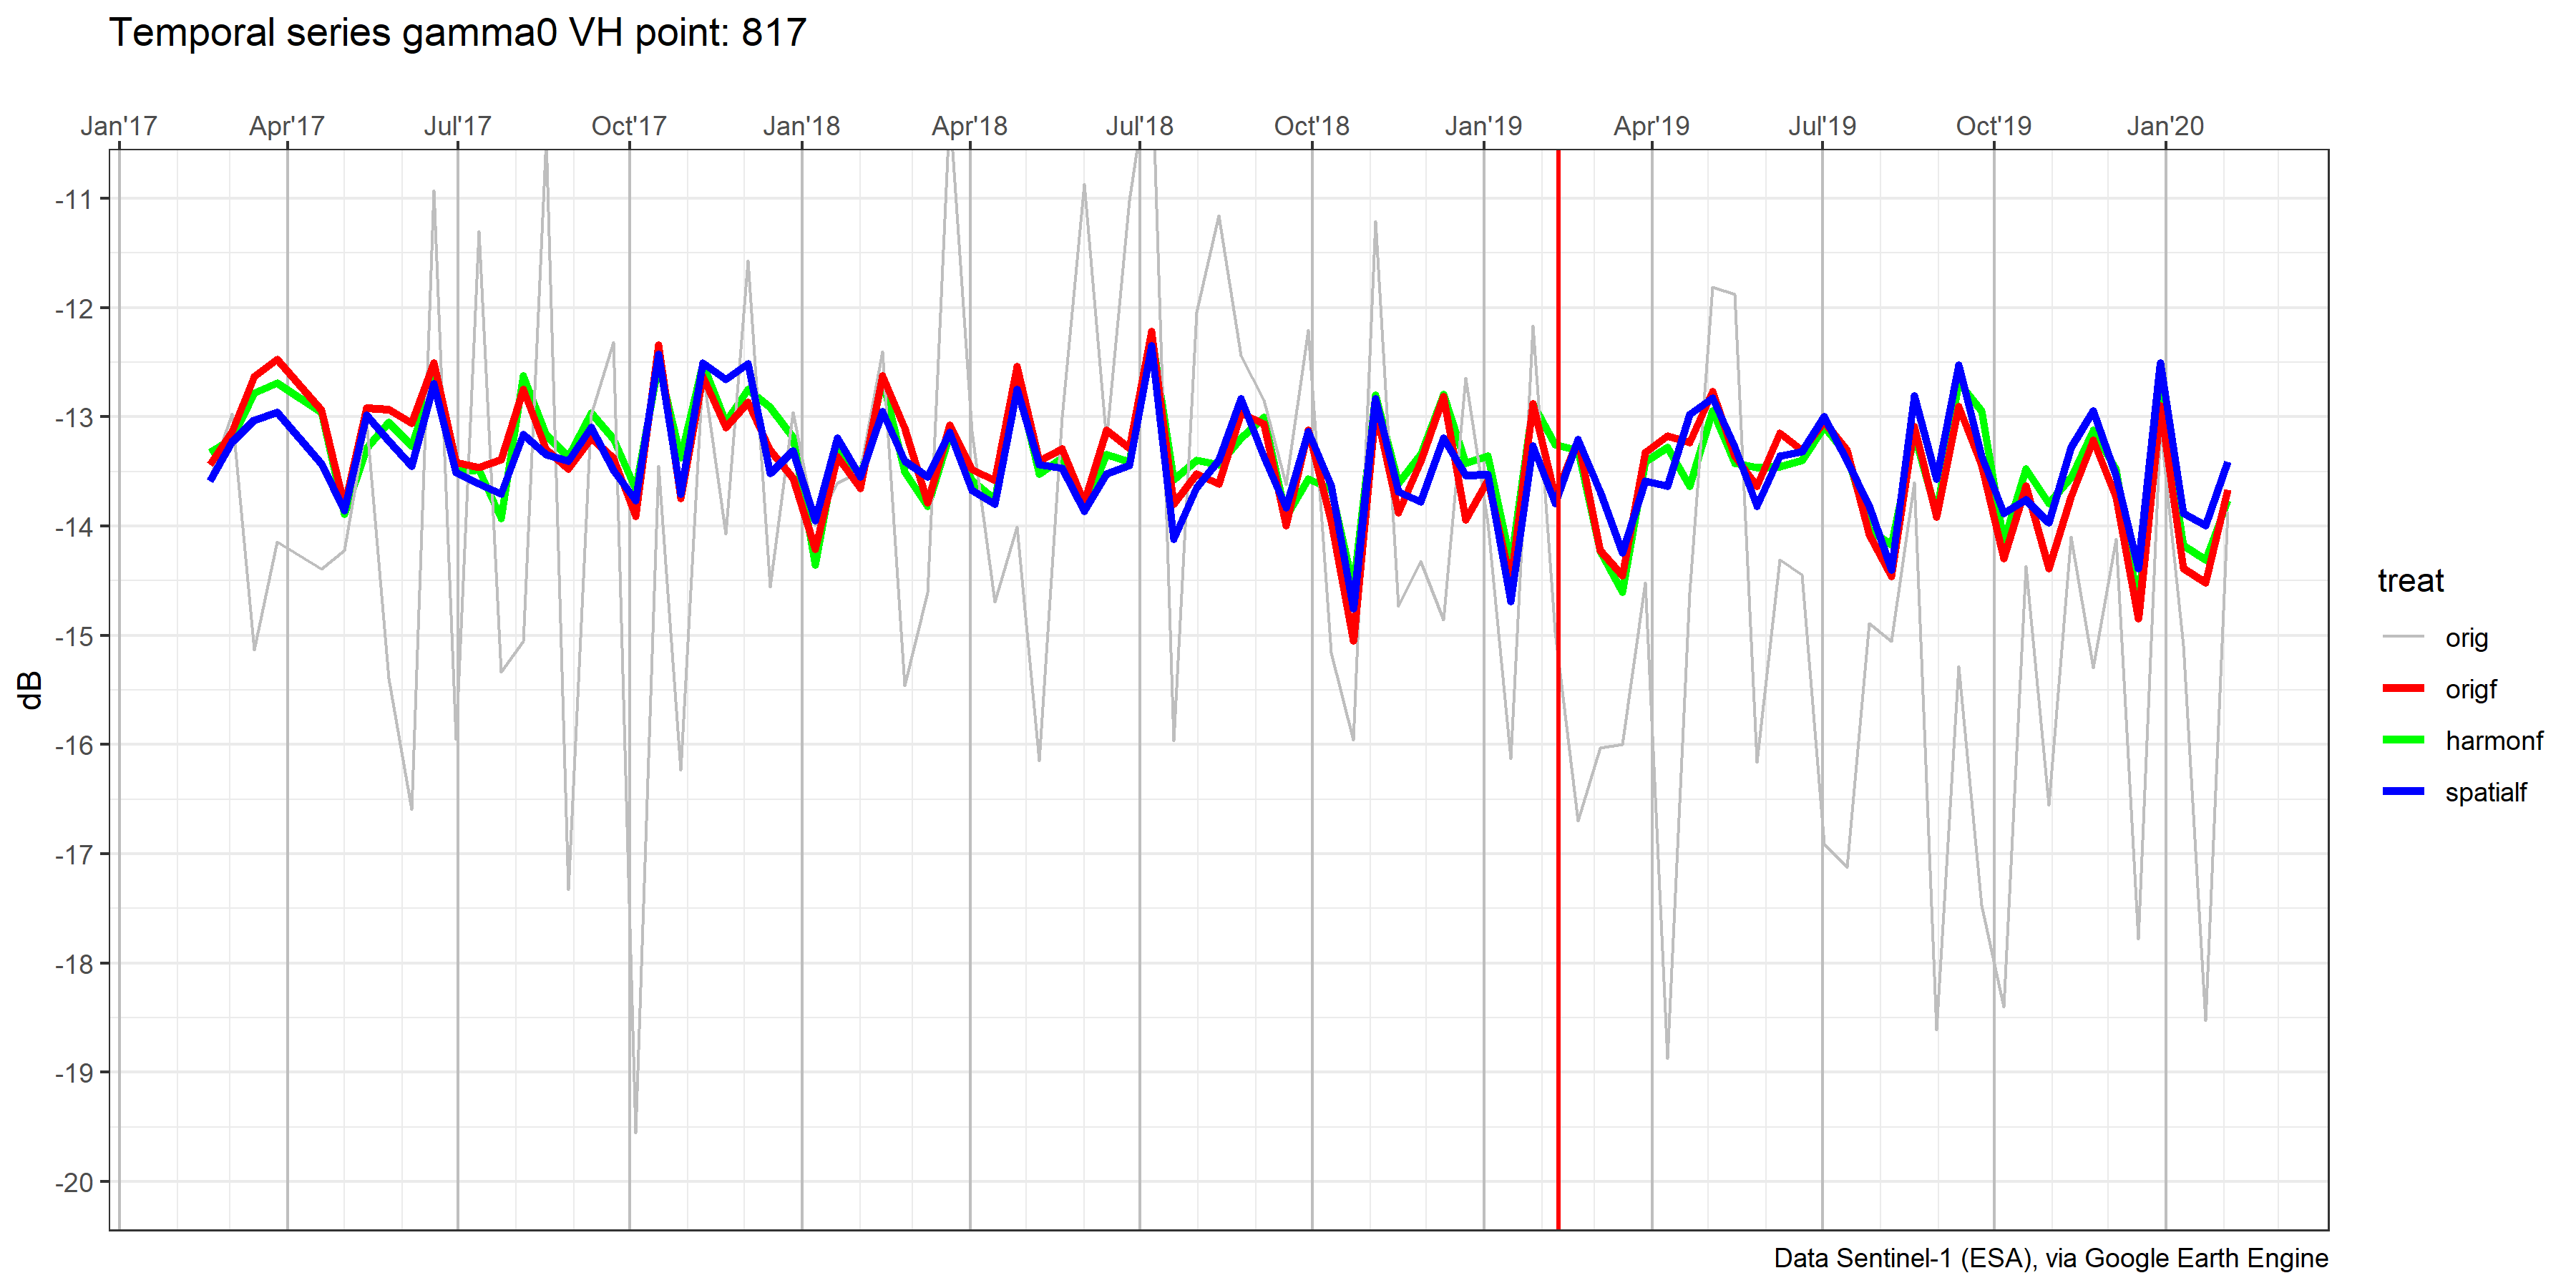 Temporal series gamma0 VH point: 817
Jan'17 Apr'17 Jul'17 Oct'17 Jan'18 Apr'18 Jul'18 Oct'18 Jan'19 Apr'19 Jul'19 Oct'19 Jan'20
-11
-12
-13
-14
-15
-16
-17
-18
-19
-20
dB
treat
orig
origf
harmonf
spatialf
Data Sentinel-1 (ESA), via Google Earth Engine